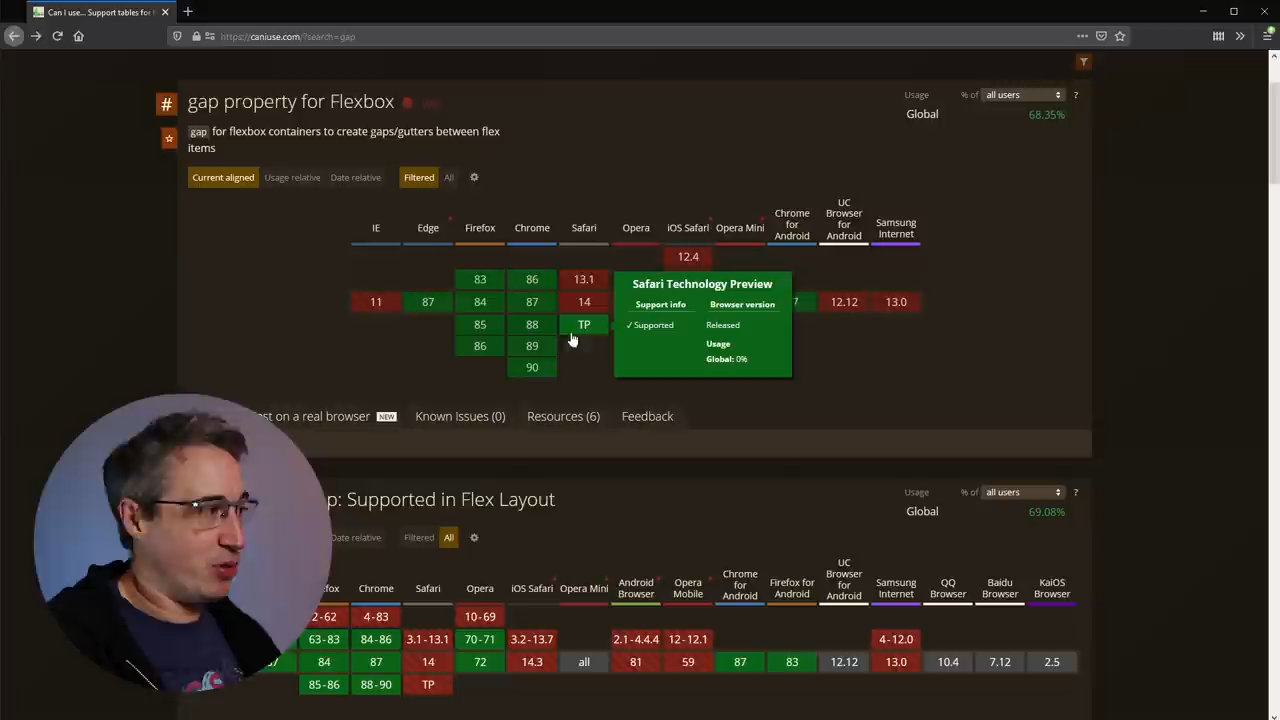 Can I use... Support tables for
https://caniuse.com/?search=gap
# gap property for Flexbox
Usage % of all users ?
Global 68.35%
gap for flexbox containers to create gaps/gutters between flex
items
Current aligned Usage relative Date relative Filtered All
IE Edge Firefox Chrome Safari Opera iOS Safari Opera Mini Chrome for Android UC Browser for Android Samsung Internet
12.4
83 86 13.1
11 87 84 87 14 7 12.12 13.0
85 88 TP
86 89
90
Safari Technology Preview
Support info Browser version
✓ Supported Released
Usage
Global: 0%
st on a real browser NEW Known Issues (0) Resources (6) Feedback
p: Supported in Flex Layout
Usage % of all users ?
Global 69.08%
Date relative Filtered All
fox Chrome Safari Opera iOS Safari Opera Mini Android Browser Opera Mobile Chrome for Android Firefox for Android UC Browser for Android Samsung Internet QQ Browser Baidu Browser KaiOS Browser
2-62 4-83 10-69
63-83 84-86 3.1-13.1 70-71 3.2-13.7 2.1-4.4.4 12-12.1 4-12.0
87 84 87 14 72 14.3 all 81 59 87 83 12.12 13.0 10.4 7.12 2.5
85-86 88-90 TP